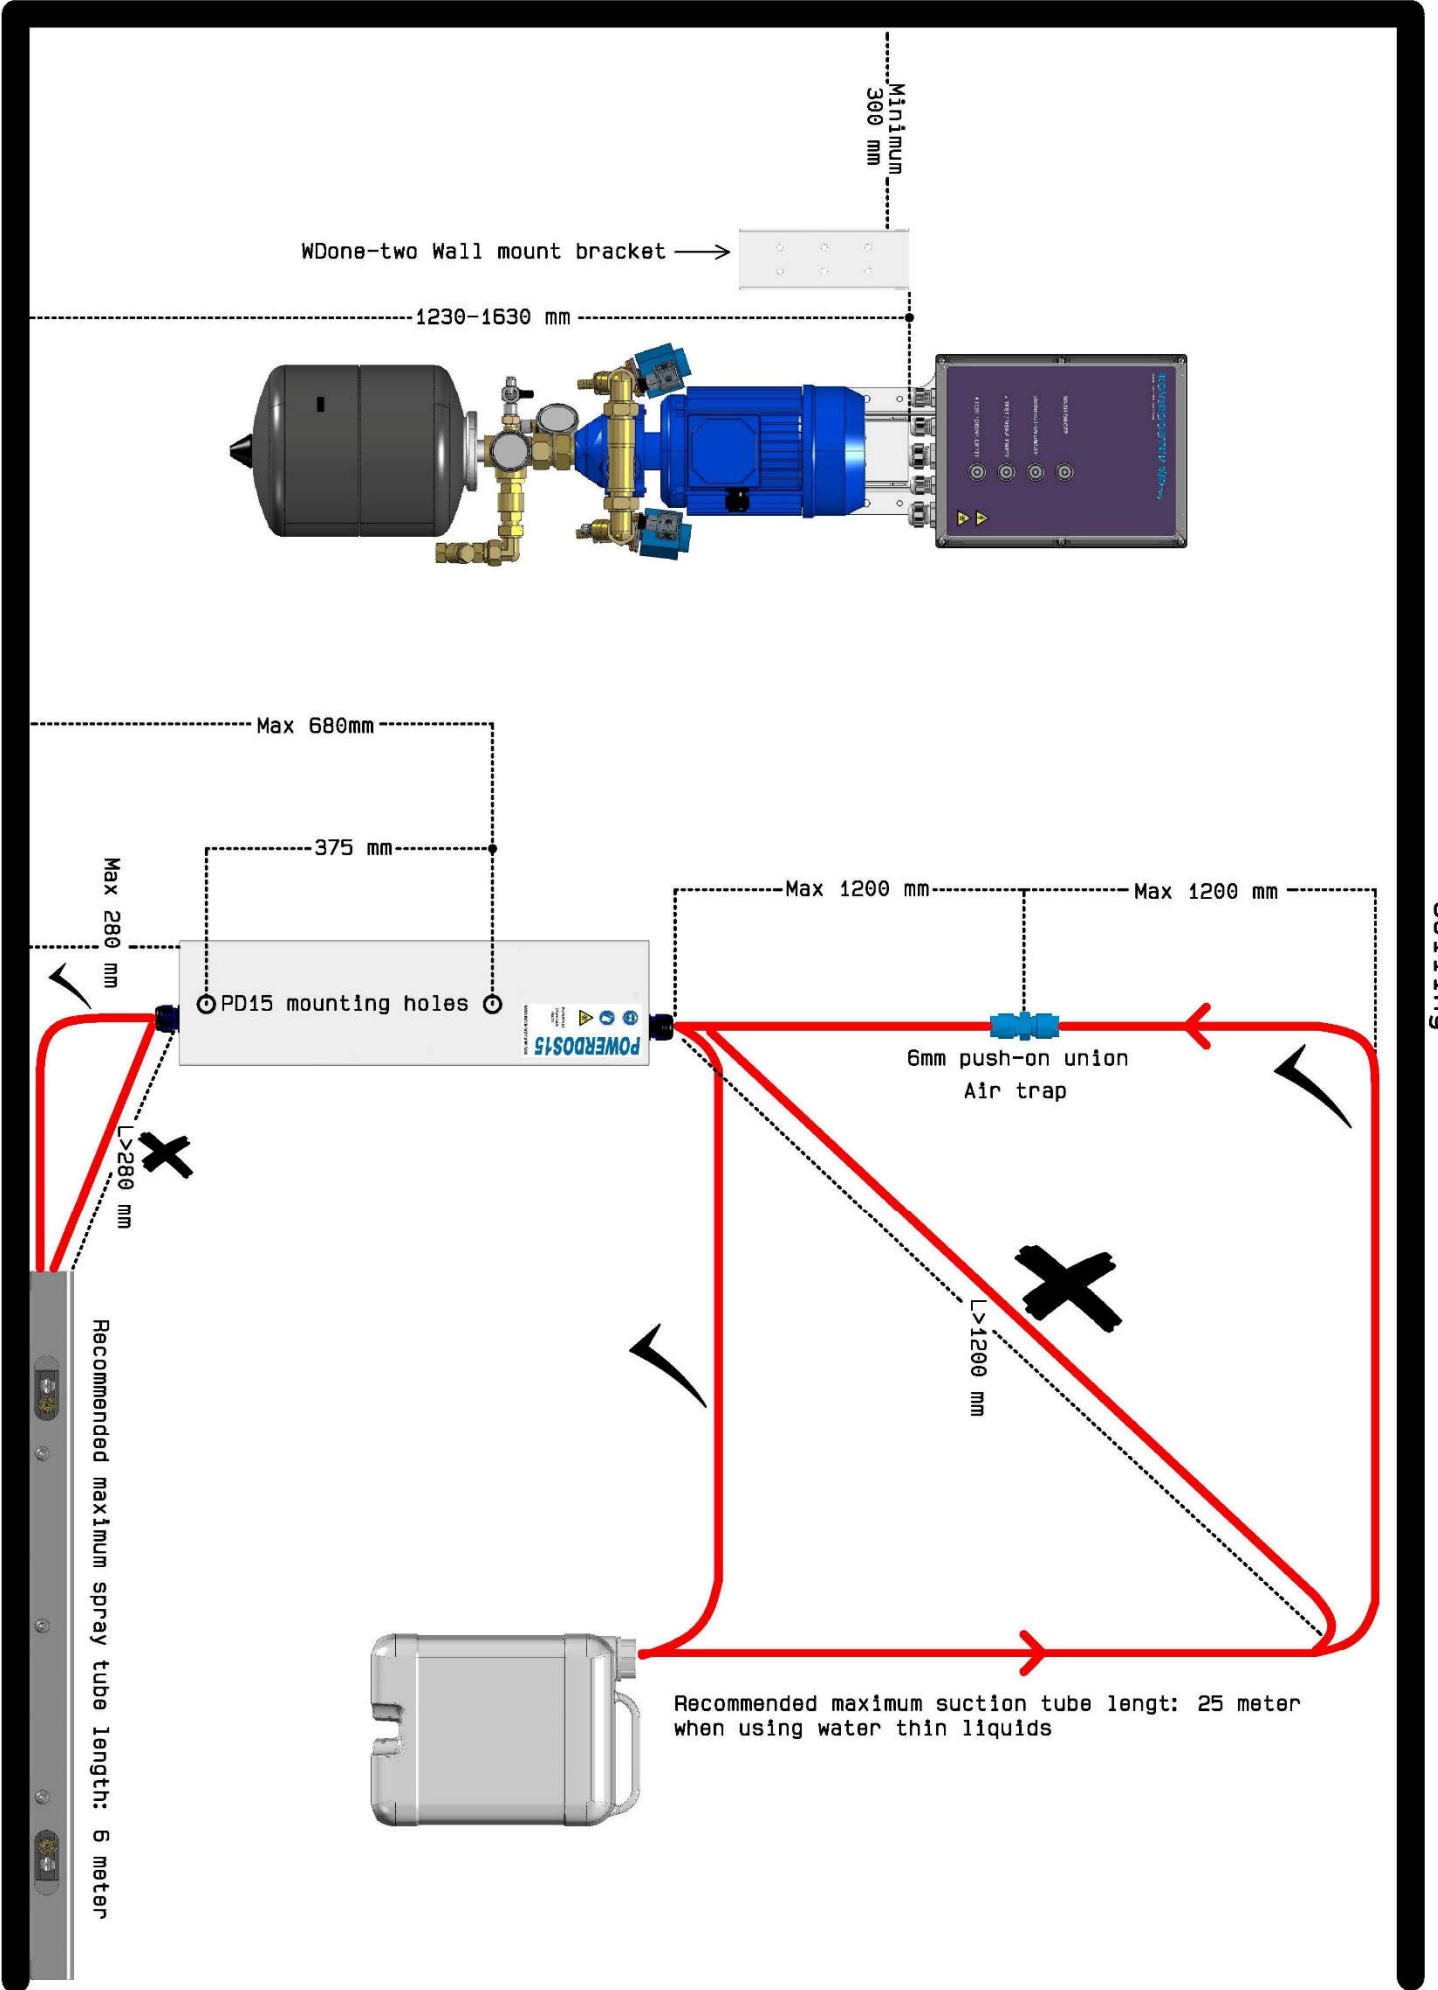 Minimum
300 mm
WDone-two Wall mount bracket
1230-1630 mm
Max 680mm
375 mm
Max 280 mm
PD15 mounting holes
POWERDOS15
L>280 mm
Max 1200 mm
Max 1200 mm
6mm push-on union
Air trap
L>1200 mm
Recommended maximum suction tube lengt: 25 meter
when using water thin liquids
Recommended maximum spray tube length: 6 meter